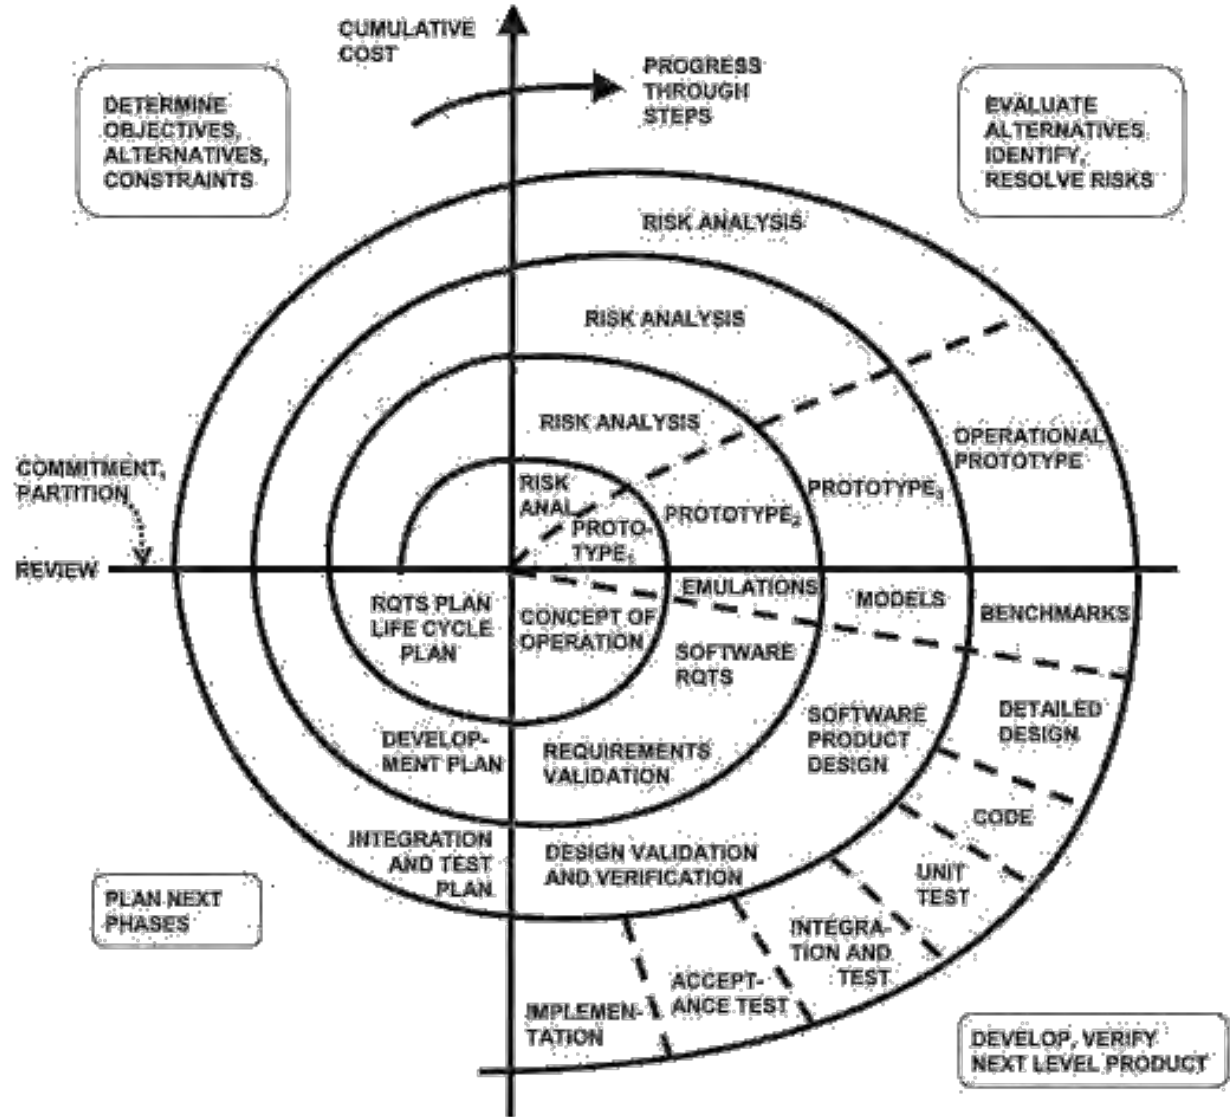 CUMULATIVE
COST
PROGRESS
THROUGH
STEPS
DETERMINE
OBJECTIVES,
ALTERNATIVES,
CONSTRAINTS
EVALUATE
ALTERNATIVES
IDENTIFY,
RESOLVE RISKS
RISK ANALYSIS
RISK ANALYSIS
RISK ANALYSIS
RISK
ANAL.
PROTO-
TYPE₁
PROTOTYPE₂
PROTOTYPE₃
OPERATIONAL
PROTOTYPE
COMMITMENT,
PARTITION
REVIEW
RQTS PLAN
LIFE CYCLE
PLAN
CONCEPT OF
OPERATION
EMULATIONS
MODELS
BENCHMARKS
SOFTWARE
RQTS
SOFTWARE
PRODUCT
DESIGN
DETAILED
DESIGN
DEVELOP-
MENT PLAN
REQUIREMENTS
VALIDATION
CODE
INTEGRATION
AND TEST
PLAN
DESIGN VALIDATION
AND VERIFICATION
UNIT
TEST
PLAN NEXT
PHASES
INTEGRA-
TION AND
TEST
ACCEPT-
ANCE TEST
IMPLEMEN-
TATION
DEVELOP, VERIFY
NEXT LEVEL PRODUCT